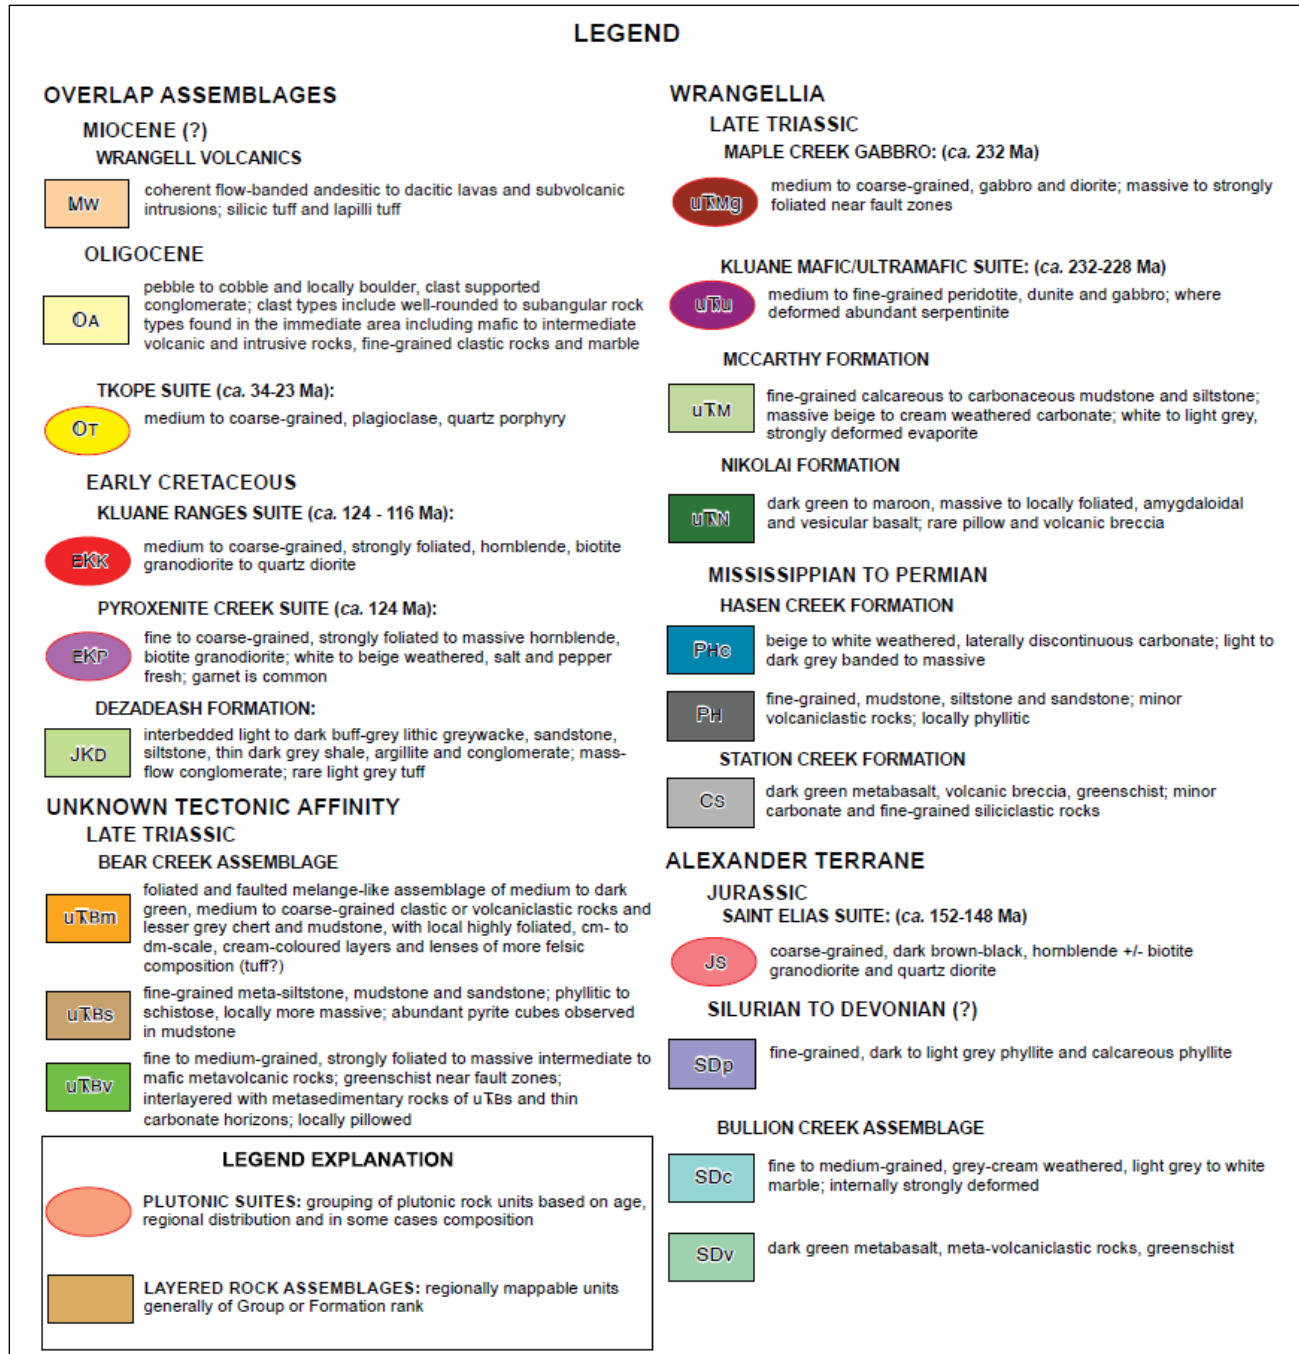 LEGEND
OVERLAP ASSEMBLAGES
MIOCENE (?)
WRANGELL VOLCANICS
Mw
coherent flow-banded andesitic to dacitic lavas and subvolcanic
intrusions; silicic tuff and lapilli tuff
OLIGOCENE
OA
pebble to cobble and locally boulder, clast supported
conglomerate; clast types include well-rounded to subangular rock
types found in the immediate area including mafic to intermediate
volcanic and intrusive rocks, fine-grained clastic rocks and marble
TKOPE SUITE (ca. 34-23 Ma):
OT
medium to coarse-grained, plagioclase, quartz porphyry
EARLY CRETACEOUS
KLUANE RANGES SUITE (ca. 124 - 116 Ma):
EKK
medium to coarse-grained, strongly foliated, hornblende, biotite
granodiorite to quartz diorite
PYROXENITE CREEK SUITE (ca. 124 Ma):
EKP
fine to coarse-grained, strongly foliated to massive hornblende,
biotite granodiorite; white to beige weathered, salt and pepper
fresh; garnet is common
DEZADEASH FORMATION:
JKD
interbedded light to dark buff-grey lithic greywacke, sandstone,
siltstone, thin dark grey shale, argillite and conglomerate; mass-
flow conglomerate; rare light grey tuff
UNKNOWN TECTONIC AFFINITY
LATE TRIASSIC
BEAR CREEK ASSEMBLAGE
uTRBm
foliated and faulted melange-like assemblage of medium to dark
green, medium to coarse-grained clastic or volcaniclastic rocks and
lesser grey chert and mudstone, with local highly foliated, cm- to
dm-scale, cream-coloured layers and lenses of more felsic
composition (tuff?)
uTRBs
fine-grained meta-siltstone, mudstone and sandstone; phyllitic to
schistose, locally more massive; abundant pyrite cubes observed
in mudstone
uTRBv
fine to medium-grained, strongly foliated to massive intermediate to
mafic metavolcanic rocks; greenschist near fault zones;
interlayered with metasedimentary rocks of uTRBs and thin
carbonate horizons; locally pillowed
LEGEND EXPLANATION
PLUTONIC SUITES: grouping of plutonic rock units based on age,
regional distribution and in some cases composition
LAYERED ROCK ASSEMBLAGES: regionally mappable units
generally of Group or Formation rank
WRANGELLIA
LATE TRIASSIC
MAPLE CREEK GABBRO: (ca. 232 Ma)
uTRMg
medium to coarse-grained, gabbro and diorite; massive to strongly
foliated near fault zones
KLUANE MAFIC/ULTRAMAFIC SUITE: (ca. 232-228 Ma)
uTRu
medium to fine-grained peridotite, dunite and gabbro; where
deformed abundant serpentinite
MCCARTHY FORMATION
uTRM
fine-grained calcareous to carbonaceous mudstone and siltstone;
massive beige to cream weathered carbonate; white to light grey,
strongly deformed evaporite
NIKOLAI FORMATION
uTRN
dark green to maroon, massive to locally foliated, amygdaloidal
and vesicular basalt; rare pillow and volcanic breccia
MISSISSIPPIAN TO PERMIAN
HASEN CREEK FORMATION
PHc
beige to white weathered, laterally discontinuous carbonate; light to
dark grey banded to massive
PH
fine-grained, mudstone, siltstone and sandstone; minor
volcaniclastic rocks; locally phyllitic
STATION CREEK FORMATION
Cs
dark green metabasalt, volcanic breccia, greenschist; minor
carbonate and fine-grained siliciclastic rocks
ALEXANDER TERRANE
JURASSIC
SAINT ELIAS SUITE: (ca. 152-148 Ma)
Js
coarse-grained, dark brown-black, hornblende +/- biotite
granodiorite and quartz diorite
SILURIAN TO DEVONIAN (?)
SDp
fine-grained, dark to light grey phyllite and calcareous phyllite
BULLION CREEK ASSEMBLAGE
SDc
fine to medium-grained, grey-cream weathered, light grey to white
marble; internally strongly deformed
SDv
dark green metabasalt, meta-volcaniclastic rocks, greenschist